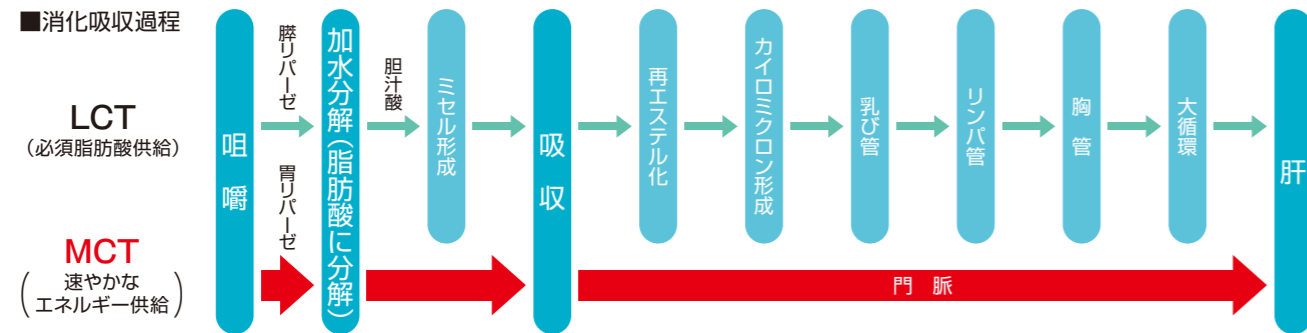 ■消化吸収過程
LCT
（必須脂肪酸供給）
MCT
（速やかな
エネルギー供給）
咀嚼
膵リパーゼ
胃リパーゼ
加水分解（脂肪酸に分解）
胆汁酸
ミセル形成
吸収
再エステル化
カイロミクロン形成
乳び管
リンパ管
胸管
大循環
門脈
肝